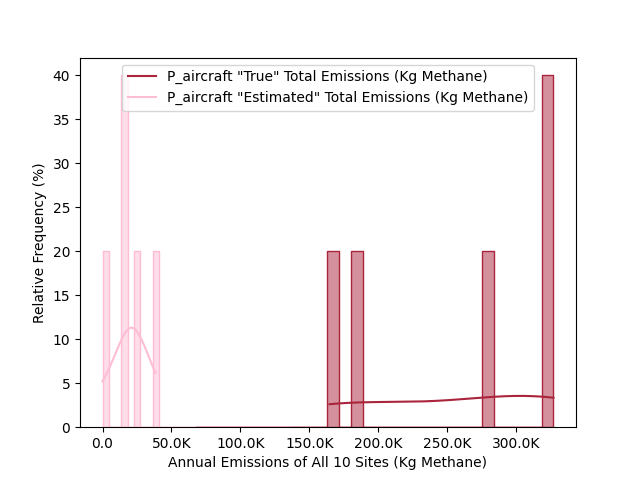 P_aircraft "True" Total Emissions (Kg Methane)
P_aircraft "Estimated" Total Emissions (Kg Methane)
40
35
30
25
20
15
10
5
0
Relative Frequency (%)
0.0 50.0K 100.0K 150.0K 200.0K 250.0K 300.0K
Annual Emissions of All 10 Sites (Kg Methane)